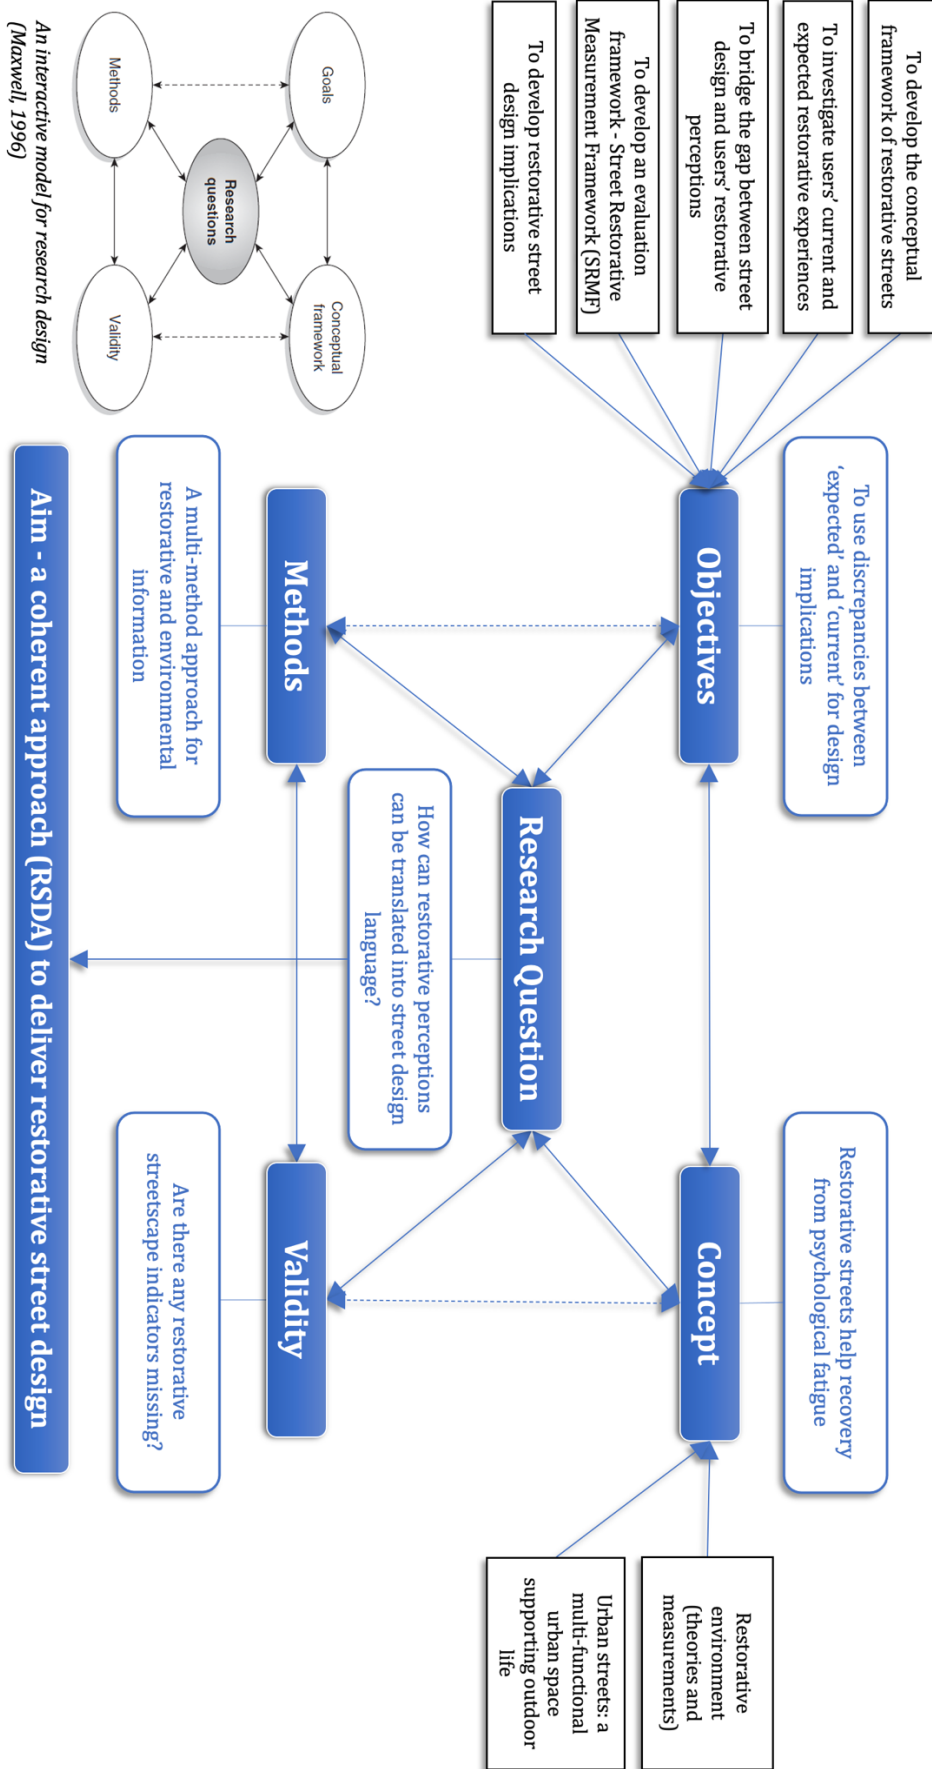 To develop the conceptual
framework of restorative streets
To investigate users' current and
expected restorative experiences
To bridge the gap between street
design and users' restorative
perceptions
To develop an evaluation
framework - Street Restorative
Measurement Framework (SRMF)
To develop restorative street
design implications
To use discrepancies between
'expected' and 'current' for design
implications
Objectives
Restorative streets help recovery
from psychological fatigue
Concept
Restorative
environment
(theories and
measurements)
Urban streets: a
multi-functional
urban space
supporting outdoor
life
Research Question
How can restorative perceptions
can be translated into street design
language?
Methods
A multi-method approach for
restorative and environmental
information
Validity
Are there any restorative
streetscape indicators missing?
Goals
Conceptual
framework
Research
questions
Methods
Validity
An interactive model for research design
(Maxwell, 1996)
Aim - a coherent approach (RSDA) to deliver restorative street design